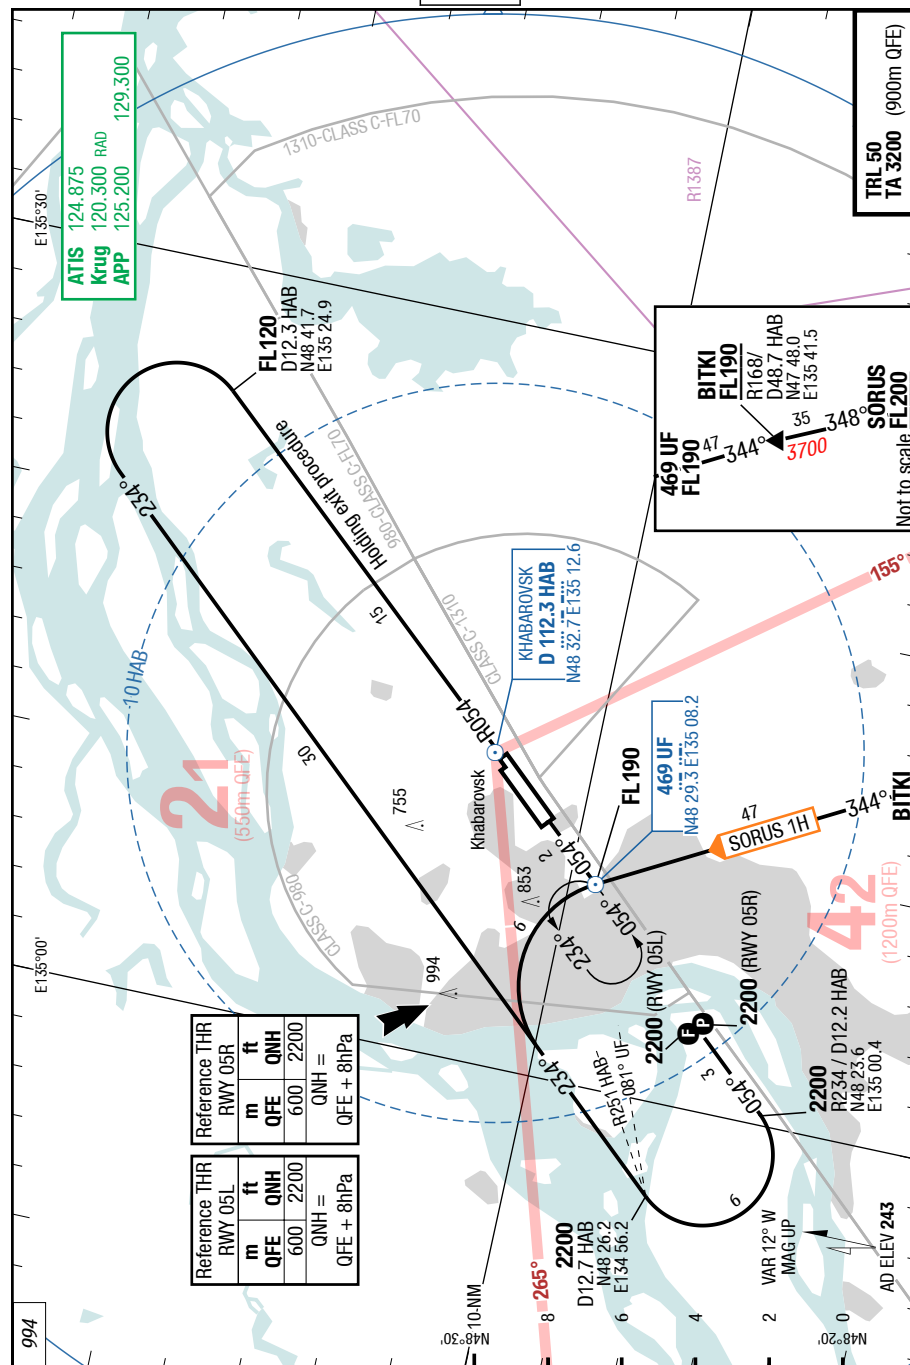 994
ATIS 124.875
Krug 120.300 RAD
APP 125.200 129.300
E135°30'
1310-CLASS C-FL70
R1387
TRL 50
TA 3200 (900m QFE)
FL120
D12.3 HAB
N48 41.7
E135 24.9
234°
Holding exit procedure
980-CLASS C-FL70
15
30
CLASS C-1310
R054
10 HAB
21
(550m QFE)
755
KHABAROVSK
D 112.3 HAB
N48 32.7 E135 12.6
Khabarovsk
BITKI
FL190
R168/
D48.7 HAB
N47 48.0
E135 41.5
469 UF
FL190
47
344°
35
348°
3700
SORUS
FL200
Not to scale
155°
FL190
469 UF
N48 29.3 E135 08.2
47
SORUS 1H
344°
BITKI
2
054°
853
9
234°
054°
CLASS C-980
994
E135°00'
42
(1200m QFE)
2200 (RWY 05L)
F
P
2200 (RWY 05R)
3
054°
2200
R234 / D12.2 HAB
N48 23.6
E135 00.4
234°
R251 HAB
087° UF
6
2200
D12.7 HAB
N48 26.2
E134 56.2
Reference THR
RWY 05R
m ft
QFE QNH
600 2200
QNH =
QFE + 8hPa
Reference THR
RWY 05L
m ft
QFE QNH
600 2200
QNH =
QFE + 8hPa
265°
VAR 12° W
MAG UP
AD ELEV 243
N48°30'
10-NM
8
6
4
2
0
N48°20'